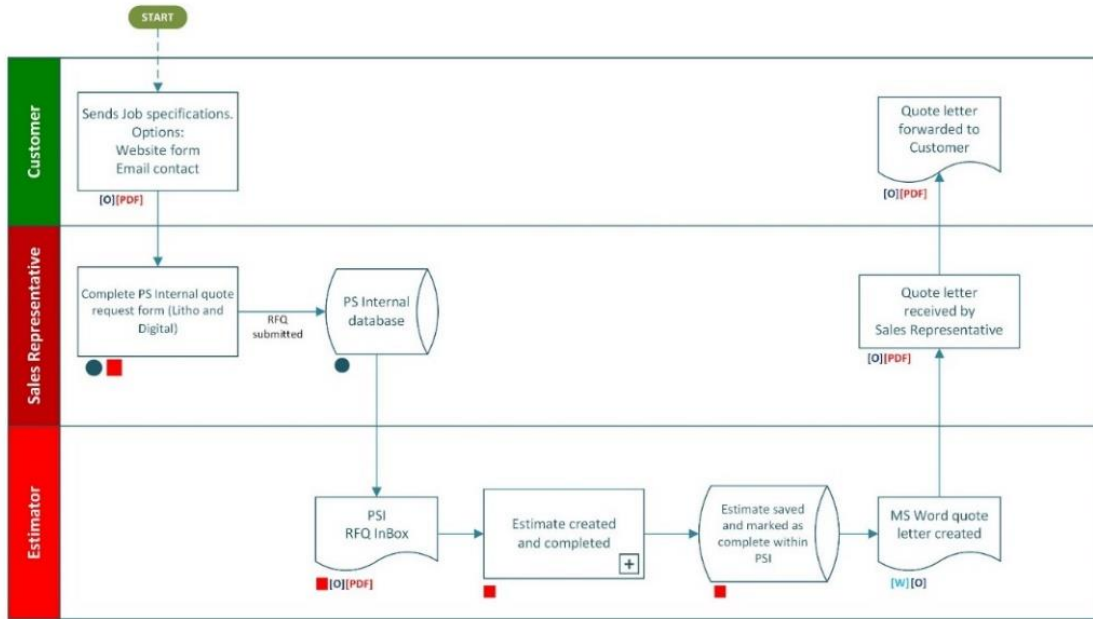 START
Customer
Sends Job specifications.
Options:
Website form
Email contact
[O][PDF]
Quote letter
forwarded to
Customer
[O][PDF]
Sales Representative
Complete PS Internal quote
request form (Litho and
Digital)
RFQ
submitted
PS Internal
database
Quote letter
received by
Sales Representative
[O][PDF]
Estimator
PSI
RFQ InBox
[O][PDF]
Estimate created
and completed
+
Estimate saved
and marked as
complete within
PSI
MS Word quote
letter created
[W][O]